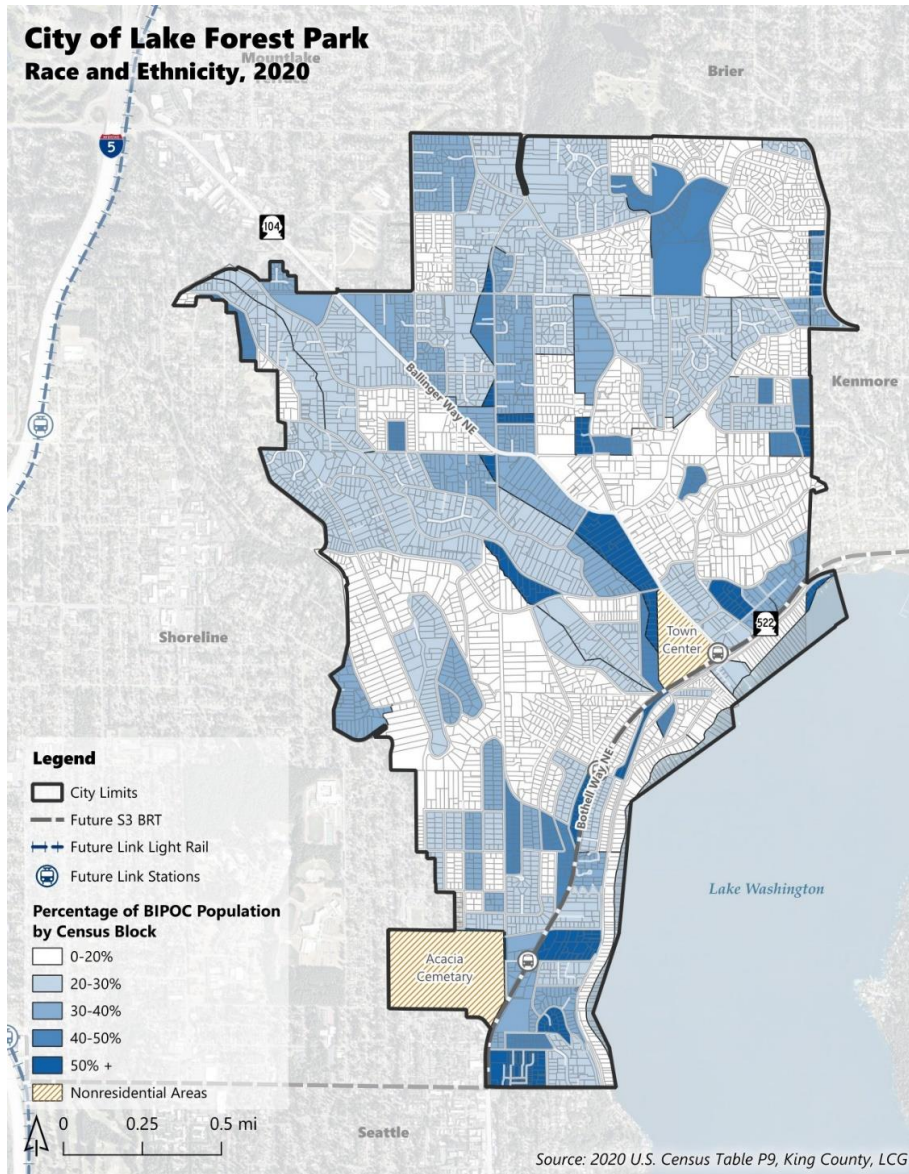 City of Lake Forest Park
Race and Ethnicity, 2020
Mountlake
Terrace
Brier
INTERSTATE
5
104
Ballinger Way NE
Kenmore
Shoreline
522
Town
Center
Bothell Way NE
Legend
City Limits
Future S3 BRT
Future Link Light Rail
Future Link Stations
Lake Washington
Percentage of BIPOC Population
by Census Block
0-20%
20-30%
30-40%
40-50%
50% +
Nonresidential Areas
Acacia
Cemetary
0 0.25 0.5 mi
Seattle
Source: 2020 U.S. Census Table P9, King County, LCG